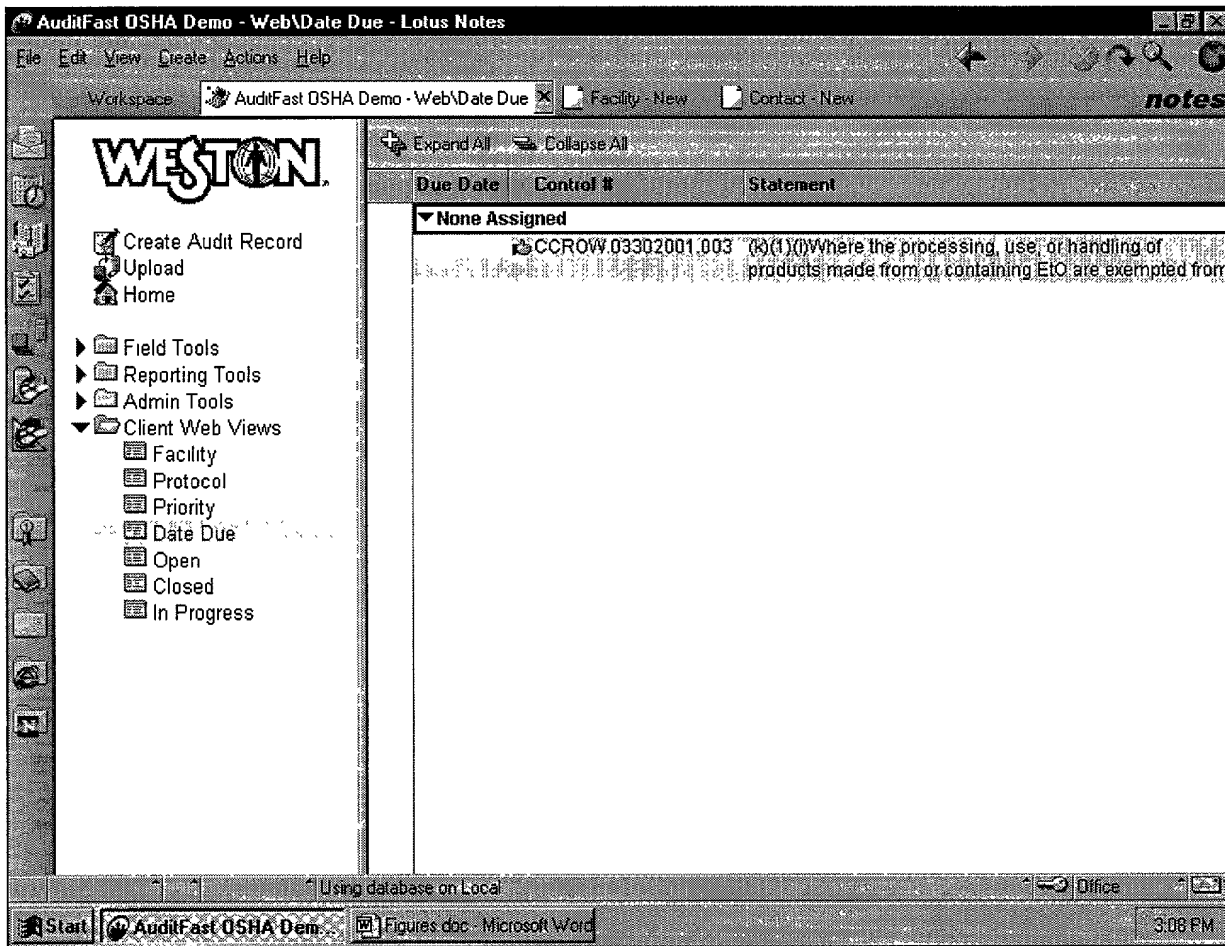 AuditFast OSHA Demo - Web\Date Due - Lotus Notes
File Edit View Create Actions Help
Workspace AuditFast OSHA Demo - Web\Date Due Facility - New Contact - New notes
WESTON
Expand All Collapse All
Due Date Control # Statement
None Assigned
CCROW.03302001.003 (k)(1)(i)Where the processing, use, or handling of
products made from or containing EtO are exempted from
Create Audit Record
Upload
Home
Field Tools
Reporting Tools
Admin Tools
Client Web Views
Facility
Protocol
Priority
Date Due
Open
Closed
In Progress
Using database on Local Office
Start AuditFast OSHA Dem... Figures.doc - Microsoft Word 3:08 PM